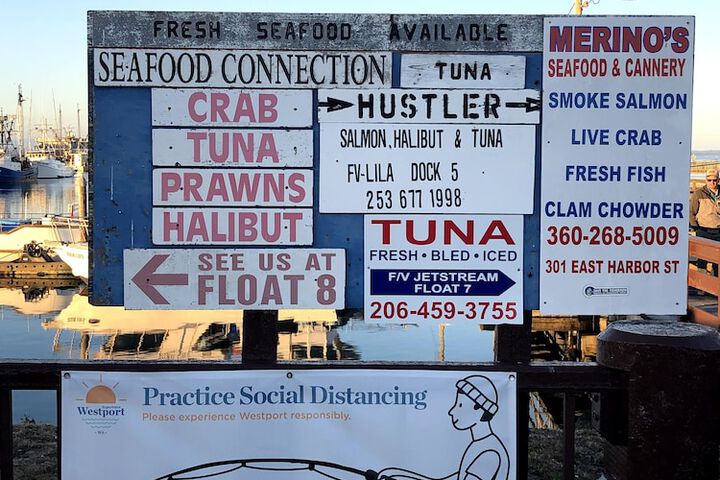 FRESH SEAFOOD AVAILABLE
SEAFOOD CONNECTION
TUNA
CRAB
TUNA
PRAWNS
HALIBUT
SEE US AT
FLOAT 8
HUSTLER
SALMON, HALIBUT & TUNA
FV-LILA DOCK 5
253 677 1998
TUNA
FRESH • BLED • ICED
F/V JETSTREAM
FLOAT 7
206-459-3755
MERINO'S
SEAFOOD & CANNERY
SMOKE SALMON
LIVE CRAB
FRESH FISH
CLAM CHOWDER
360-268-5009
301 EAST HARBOR ST
Westport
WA
Practice Social Distancing
Please experience Westport responsibly.